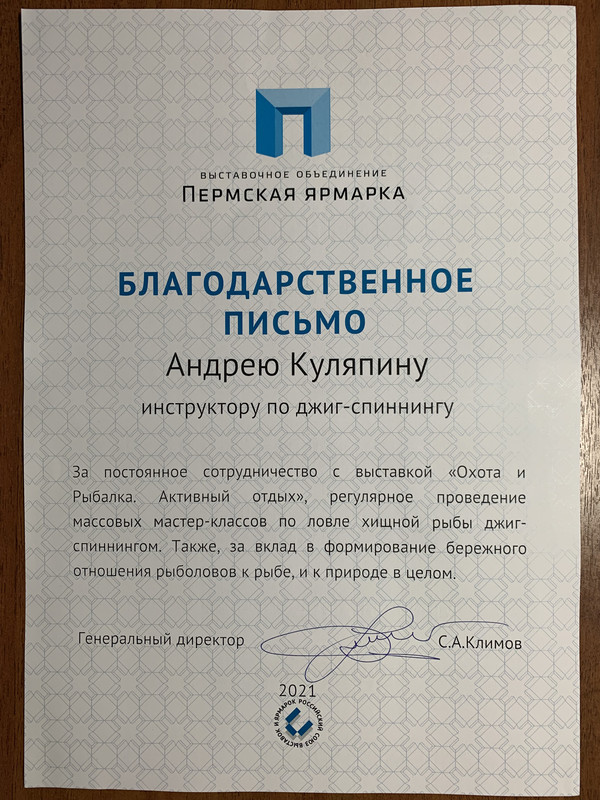 ВЫСТАВОЧНОЕ ОБЪЕДИНЕНИЕ
ПЕРМСКАЯ ЯРМАРКА
БЛАГОДАРСТВЕННОЕ
ПИСЬМО
Андрею Куляпину
инструктору по джиг-спиннингу
За постоянное сотрудничество с выставкой «Охота и
Рыбалка. Активный отдых», регулярное проведение
массовых мастер-классов по ловле хищной рыбы джиг-
спиннингом. Также, за вклад в формирование бережного
отношения рыболовов к рыбе, и к природе в целом.
Генеральный директор С.А.Климов
2021
РОССИЙСКИЙ СОЮЗ ВЫСТАВОК И ЯРМАРОК